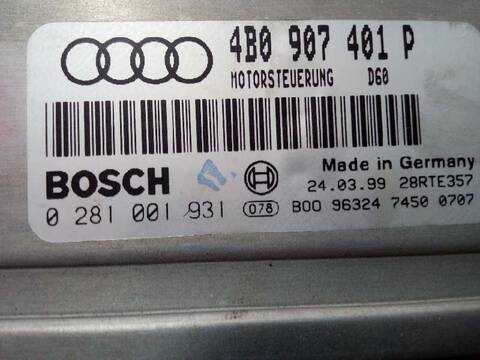 4B0 907 401 P
MOTORSTEUERUNG D60
BOSCH
Made in Germany
24.03.99 28RTE357
0 281 001 931 078 B00 96324 7450 0707